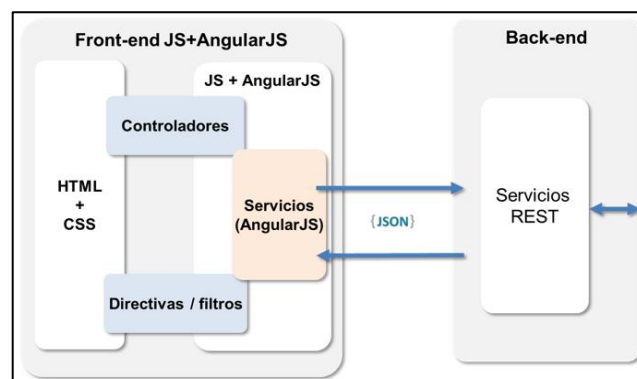 Front-end JS+AngularJS
JS + AngularJS
Controladores
HTML
+
CSS
Servicios
(AngularJS)
Directivas / filtros
{JSON}
Back-end
Servicios
REST